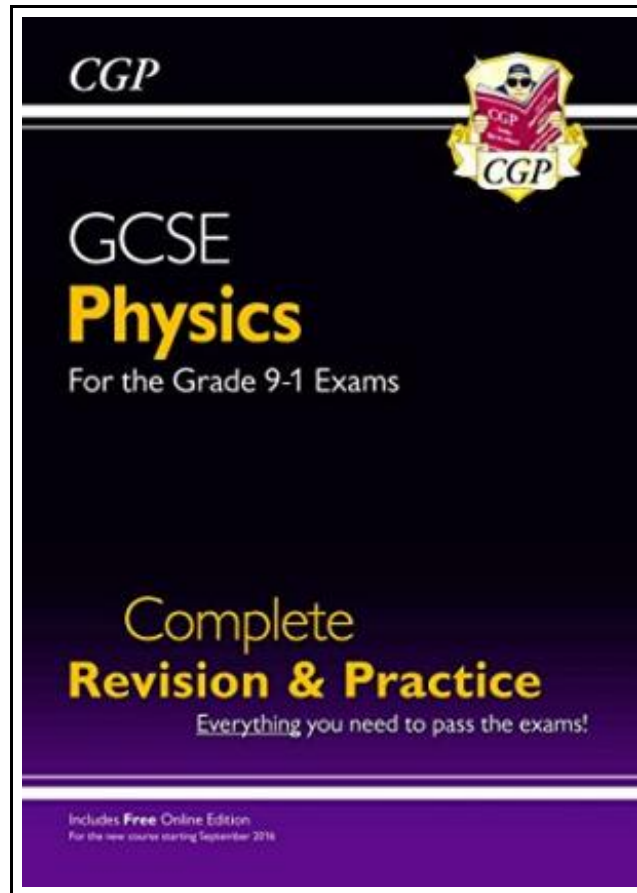 CGP
CGP
CGP
GCSE
Physics
For the Grade 9-1 Exams
Complete
Revision & Practice
Everything you need to pass the exams!
Includes Free Online Edition
For the new course starting September 2016